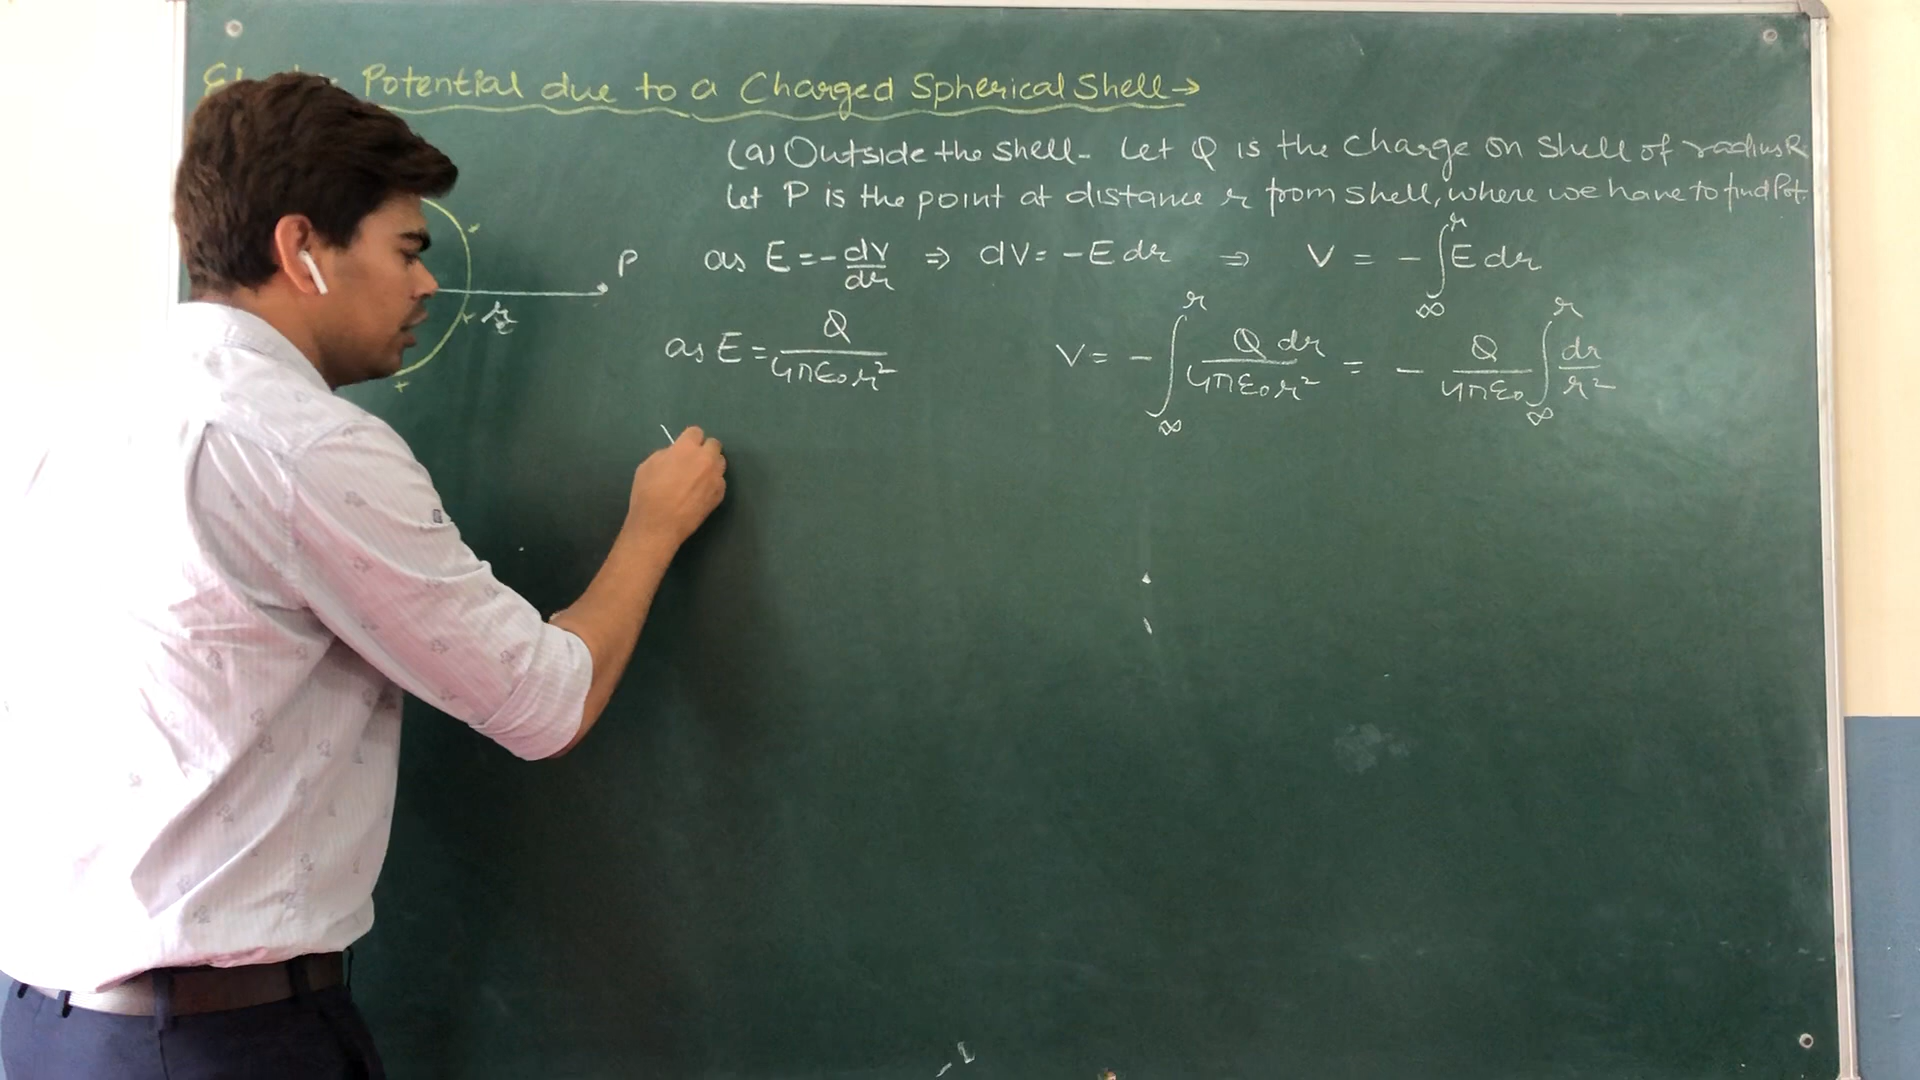 Potential due to a Charged Spherical Shell→
(a) Outside the shell- Let Q is the charge on shell of radius R
Let P is the point at distance r from shell, where we have to find Pot.
P as E = -dV/dr ⇒ dV = -E dr ⇒ V = -∫_∞^r E dr
r
as E = Q/4πε₀r² V = -∫_∞^r Q dr/4πε₀r² = -Q/4πε₀ ∫_∞^r dr/r²